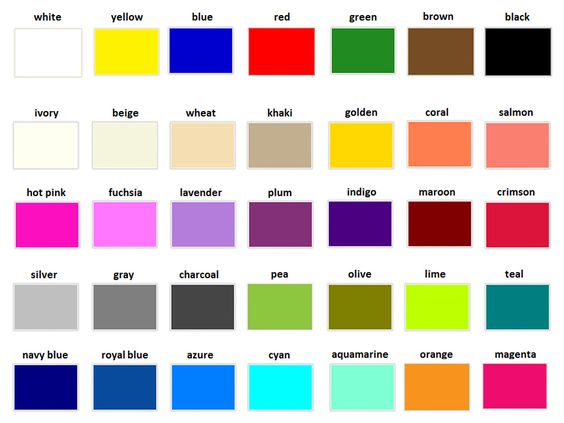 white yellow blue red green brown black
ivory beige wheat khaki golden coral salmon
hot pink fuchsia lavender plum indigo maroon crimson
silver gray charcoal pea olive lime teal
navy blue royal blue azure cyan aquamarine orange magenta